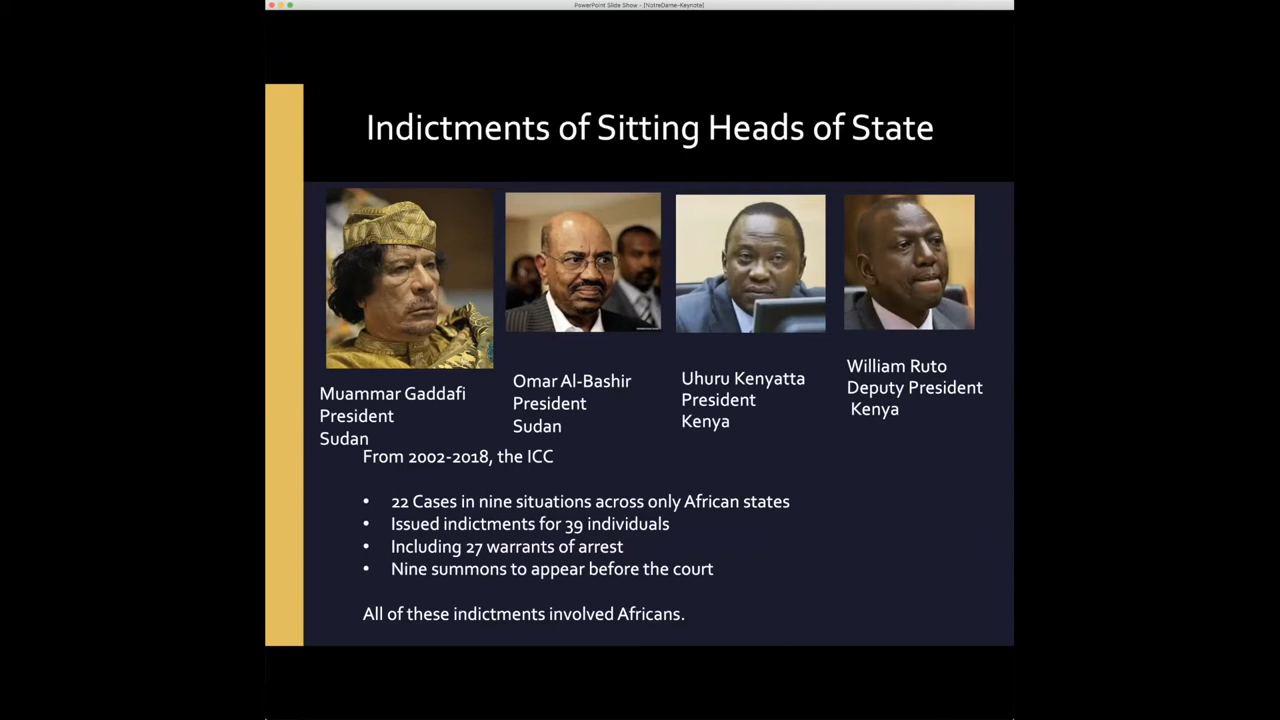 PowerPoint Slide Show - [NotreDame-Keynote]
Indictments of Sitting Heads of State
Muammar Gaddafi
President
Sudan
Omar Al-Bashir
President
Sudan
Uhuru Kenyatta
President
Kenya
William Ruto
Deputy President
Kenya
From 2002-2018, the ICC
• 22 Cases in nine situations across only African states
• Issued indictments for 39 individuals
• Including 27 warrants of arrest
• Nine summons to appear before the court
All of these indictments involved Africans.